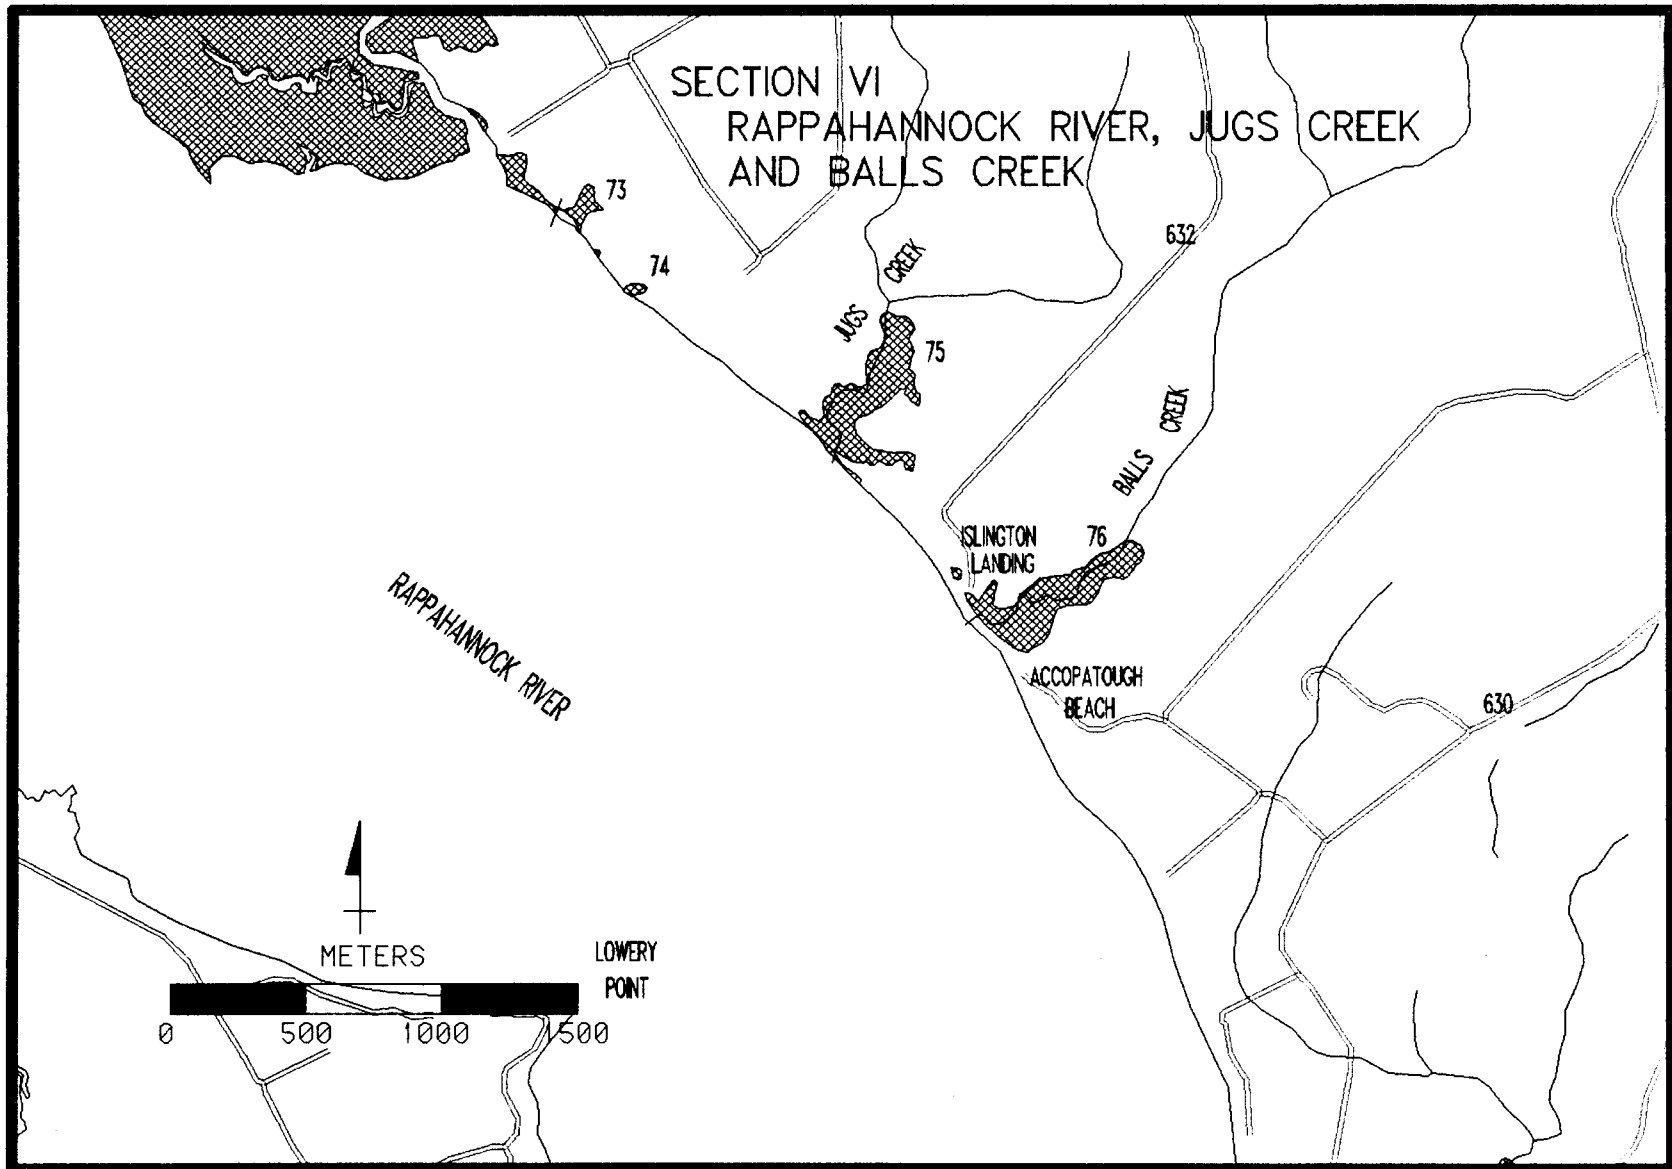 SECTION VI
RAPPAHANNOCK RIVER, JUGS CREEK
AND BALLS CREEK
73
74
632
JUGS CREEK
75
BALLS CREEK
ISLINGTON
LANDING
76
RAPPAHANNOCK RIVER
ACCOPATOUGH
BEACH
630
METERS
LOWERY
POINT
0 500 1000 1500